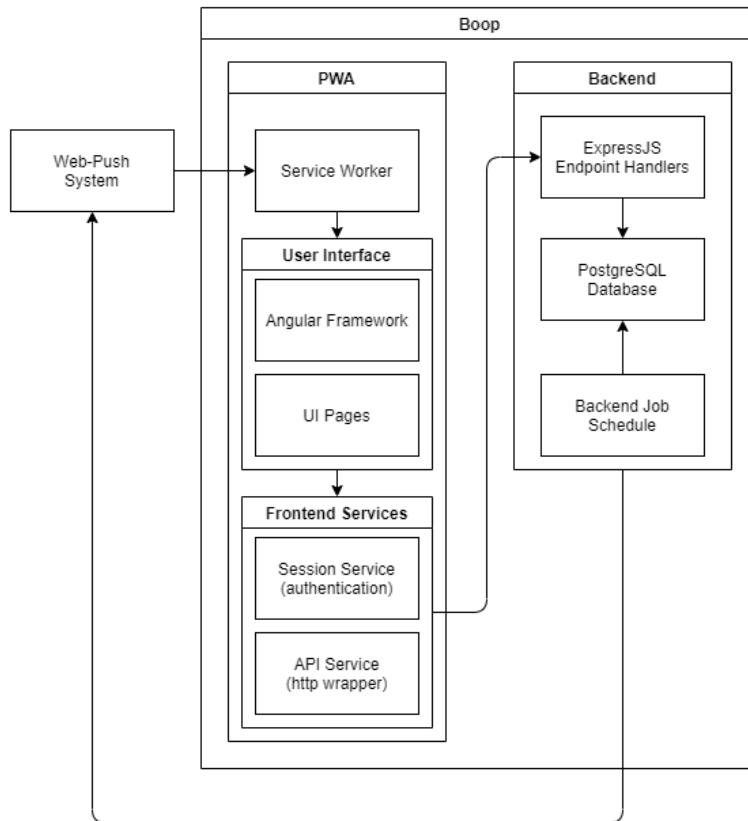 Boop
PWA
Backend
Web-Push
System
Service Worker
ExpressJS
Endpoint Handlers
User Interface
Angular Framework
UI Pages
PostgreSQL
Database
Backend Job
Schedule
Frontend Services
Session Service
(authentication)
API Service
(http wrapper)